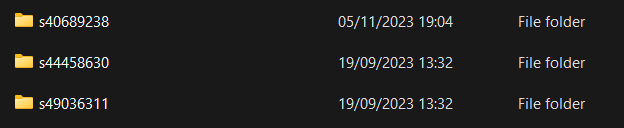 s40689238 05/11/2023 19:04 File folder
s44458630 19/09/2023 13:32 File folder
s49036311 19/09/2023 13:32 File folder